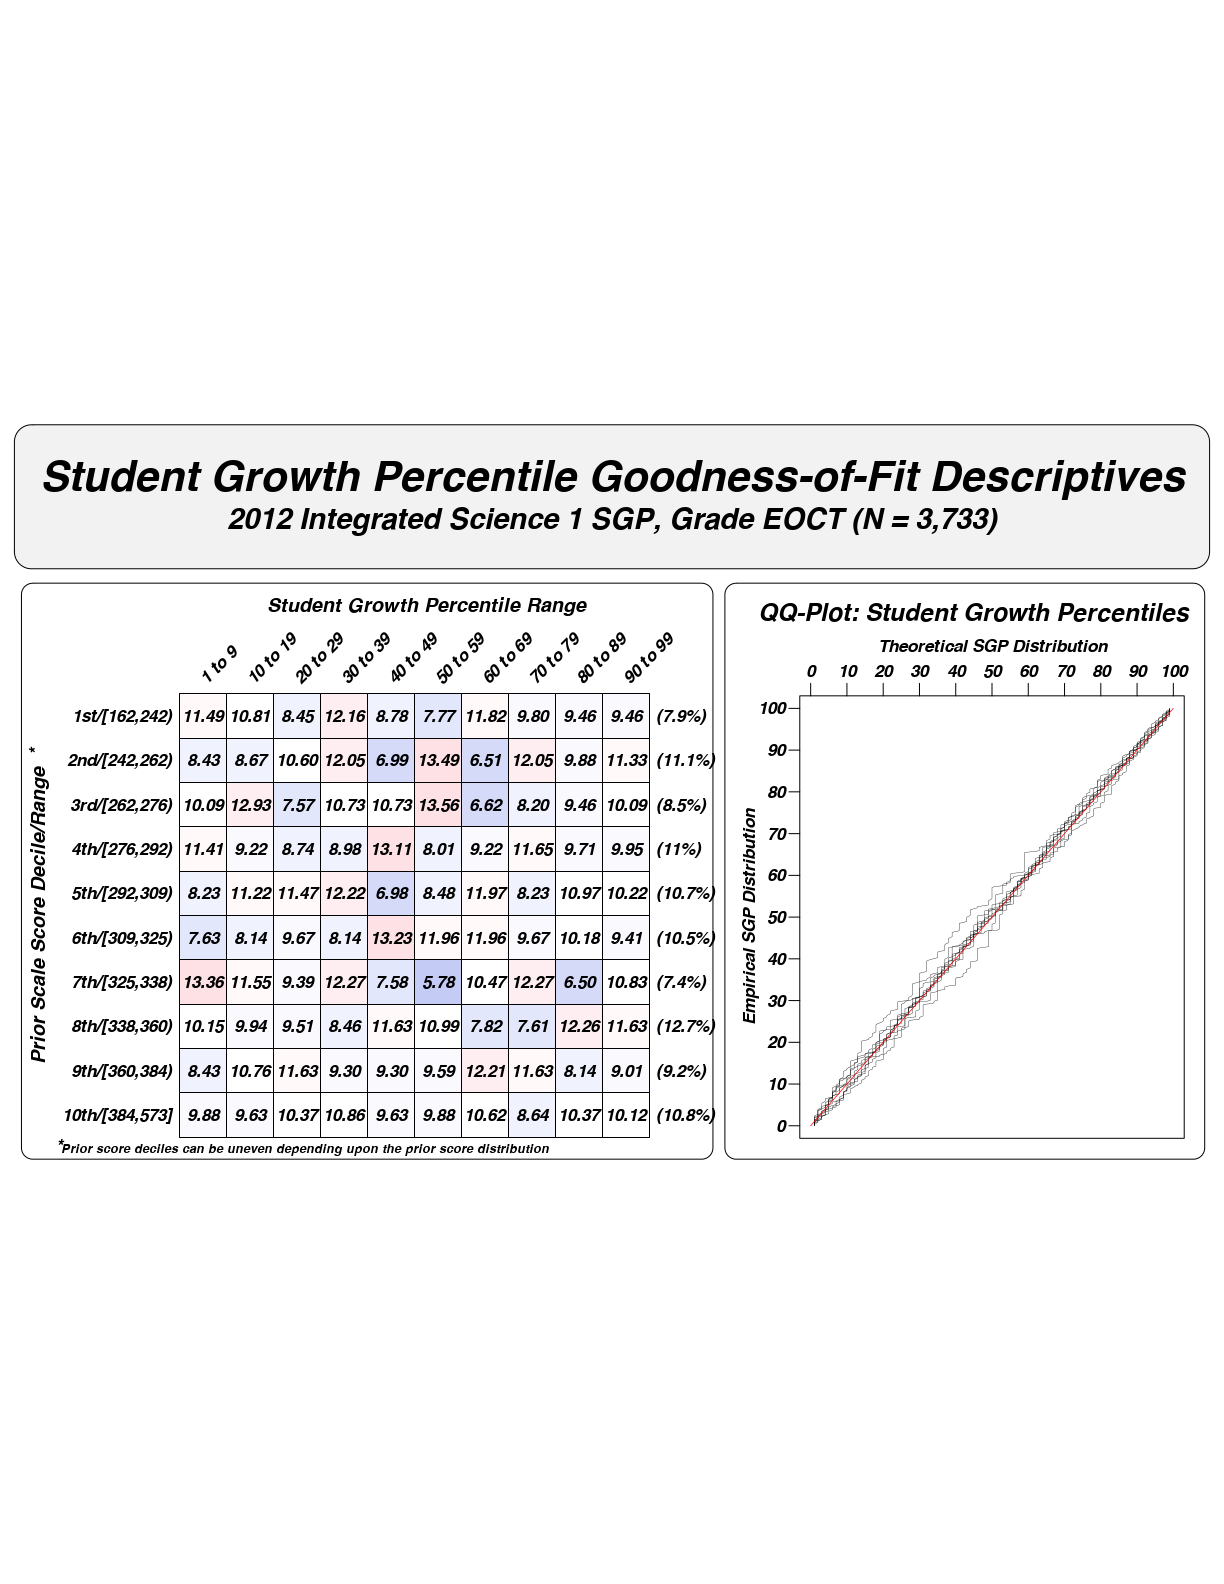 Student Growth Percentile Goodness-of-Fit Descriptives
2012 Integrated Science 1 SGP, Grade EOCT (N = 3,733)
Student Growth Percentile Range
1 to 9 10 to 19 20 to 29 30 to 39 40 to 49 50 to 59 60 to 69 70 to 79 80 to 89 90 to 99
Prior Scale Score Decile/Range *
1st/[162,242) 11.49 10.81 8.45 12.16 8.78 7.77 11.82 9.80 9.46 9.46 (7.9%)
2nd/[242,262) 8.43 8.67 10.60 12.05 6.99 13.49 6.51 12.05 9.88 11.33 (11.1%)
3rd/[262,276) 10.09 12.93 7.57 10.73 10.73 13.56 6.62 8.20 9.46 10.09 (8.5%)
4th/[276,292) 11.41 9.22 8.74 8.98 13.11 8.01 9.22 11.65 9.71 9.95 (11%)
5th/[292,309) 8.23 11.22 11.47 12.22 6.98 8.48 11.97 8.23 10.97 10.22 (10.7%)
6th/[309,325) 7.63 8.14 9.67 8.14 13.23 11.96 11.96 9.67 10.18 9.41 (10.5%)
7th/[325,338) 13.36 11.55 9.39 12.27 7.58 5.78 10.47 12.27 6.50 10.83 (7.4%)
8th/[338,360) 10.15 9.94 9.51 8.46 11.63 10.99 7.82 7.61 12.26 11.63 (12.7%)
9th/[360,384) 8.43 10.76 11.63 9.30 9.30 9.59 12.21 11.63 8.14 9.01 (9.2%)
10th/[384,573] 9.88 9.63 10.37 10.86 9.63 9.88 10.62 8.64 10.37 10.12 (10.8%)
*Prior score deciles can be uneven depending upon the prior score distribution
QQ-Plot: Student Growth Percentiles
Theoretical SGP Distribution
0 10 20 30 40 50 60 70 80 90 100
Empirical SGP Distribution
100
90
80
70
60
50
40
30
20
10
0